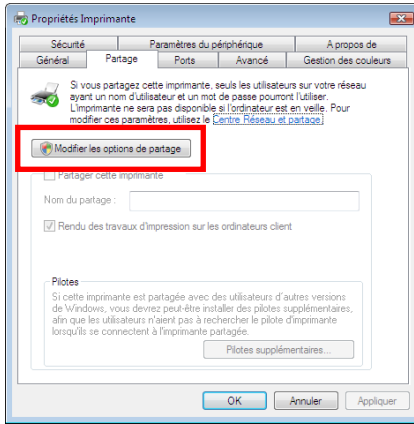 Propriétés Imprimante
Sécurité Paramètres du périphérique A propos de
Général Partage Ports Avancé Gestion des couleurs
Si vous partagez cette imprimante, seuls les utilisateurs sur votre réseau
ayant un nom d'utilisateur et un mot de passe pourront l'utiliser.
L'imprimante ne sera pas disponible si l'ordinateur est en veille. Pour
modifier ces paramètres, utilisez le Centre Réseau et partage.
Modifier les options de partage
Partager cette imprimante
Nom du partage :
Rendu des travaux d'impression sur les ordinateurs client
Pilotes
Si cette imprimante est partagée avec des utilisateurs d'autres versions
de Windows, vous devrez peut-être installer des pilotes supplémentaires,
afin que les utilisateurs n'aient pas à rechercher le pilote d'imprimante
lorsqu'ils se connectent à l'imprimante partagée.
Pilotes supplémentaires...
OK Annuler Appliquer